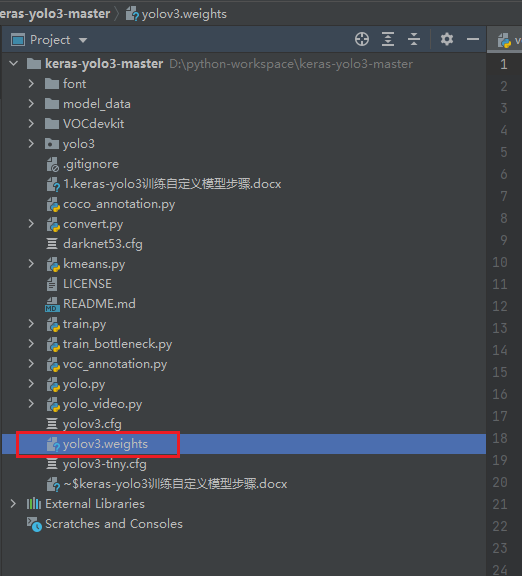 keras-yolo3-master yolov3.weights
Project
keras-yolo3-master D:\python-workspace\keras-yolo3-master
font
model_data
VOCdevkit
yolo3
.gitignore
1.keras-yolo3训练自定义模型步骤.docx
coco_annotation.py
convert.py
darknet53.cfg
kmeans.py
LICENSE
README.md
train.py
train_bottleneck.py
voc_annotation.py
yolo.py
yolo_video.py
yolov3.cfg
yolov3.weights
yolov3-tiny.cfg
~$keras-yolo3训练自定义模型步骤.docx
External Libraries
Scratches and Consoles
v
1
2
3
4
5
6
7
8
9
10
11
12
13
14
15
16
17
18
19
20
21
22
23
24